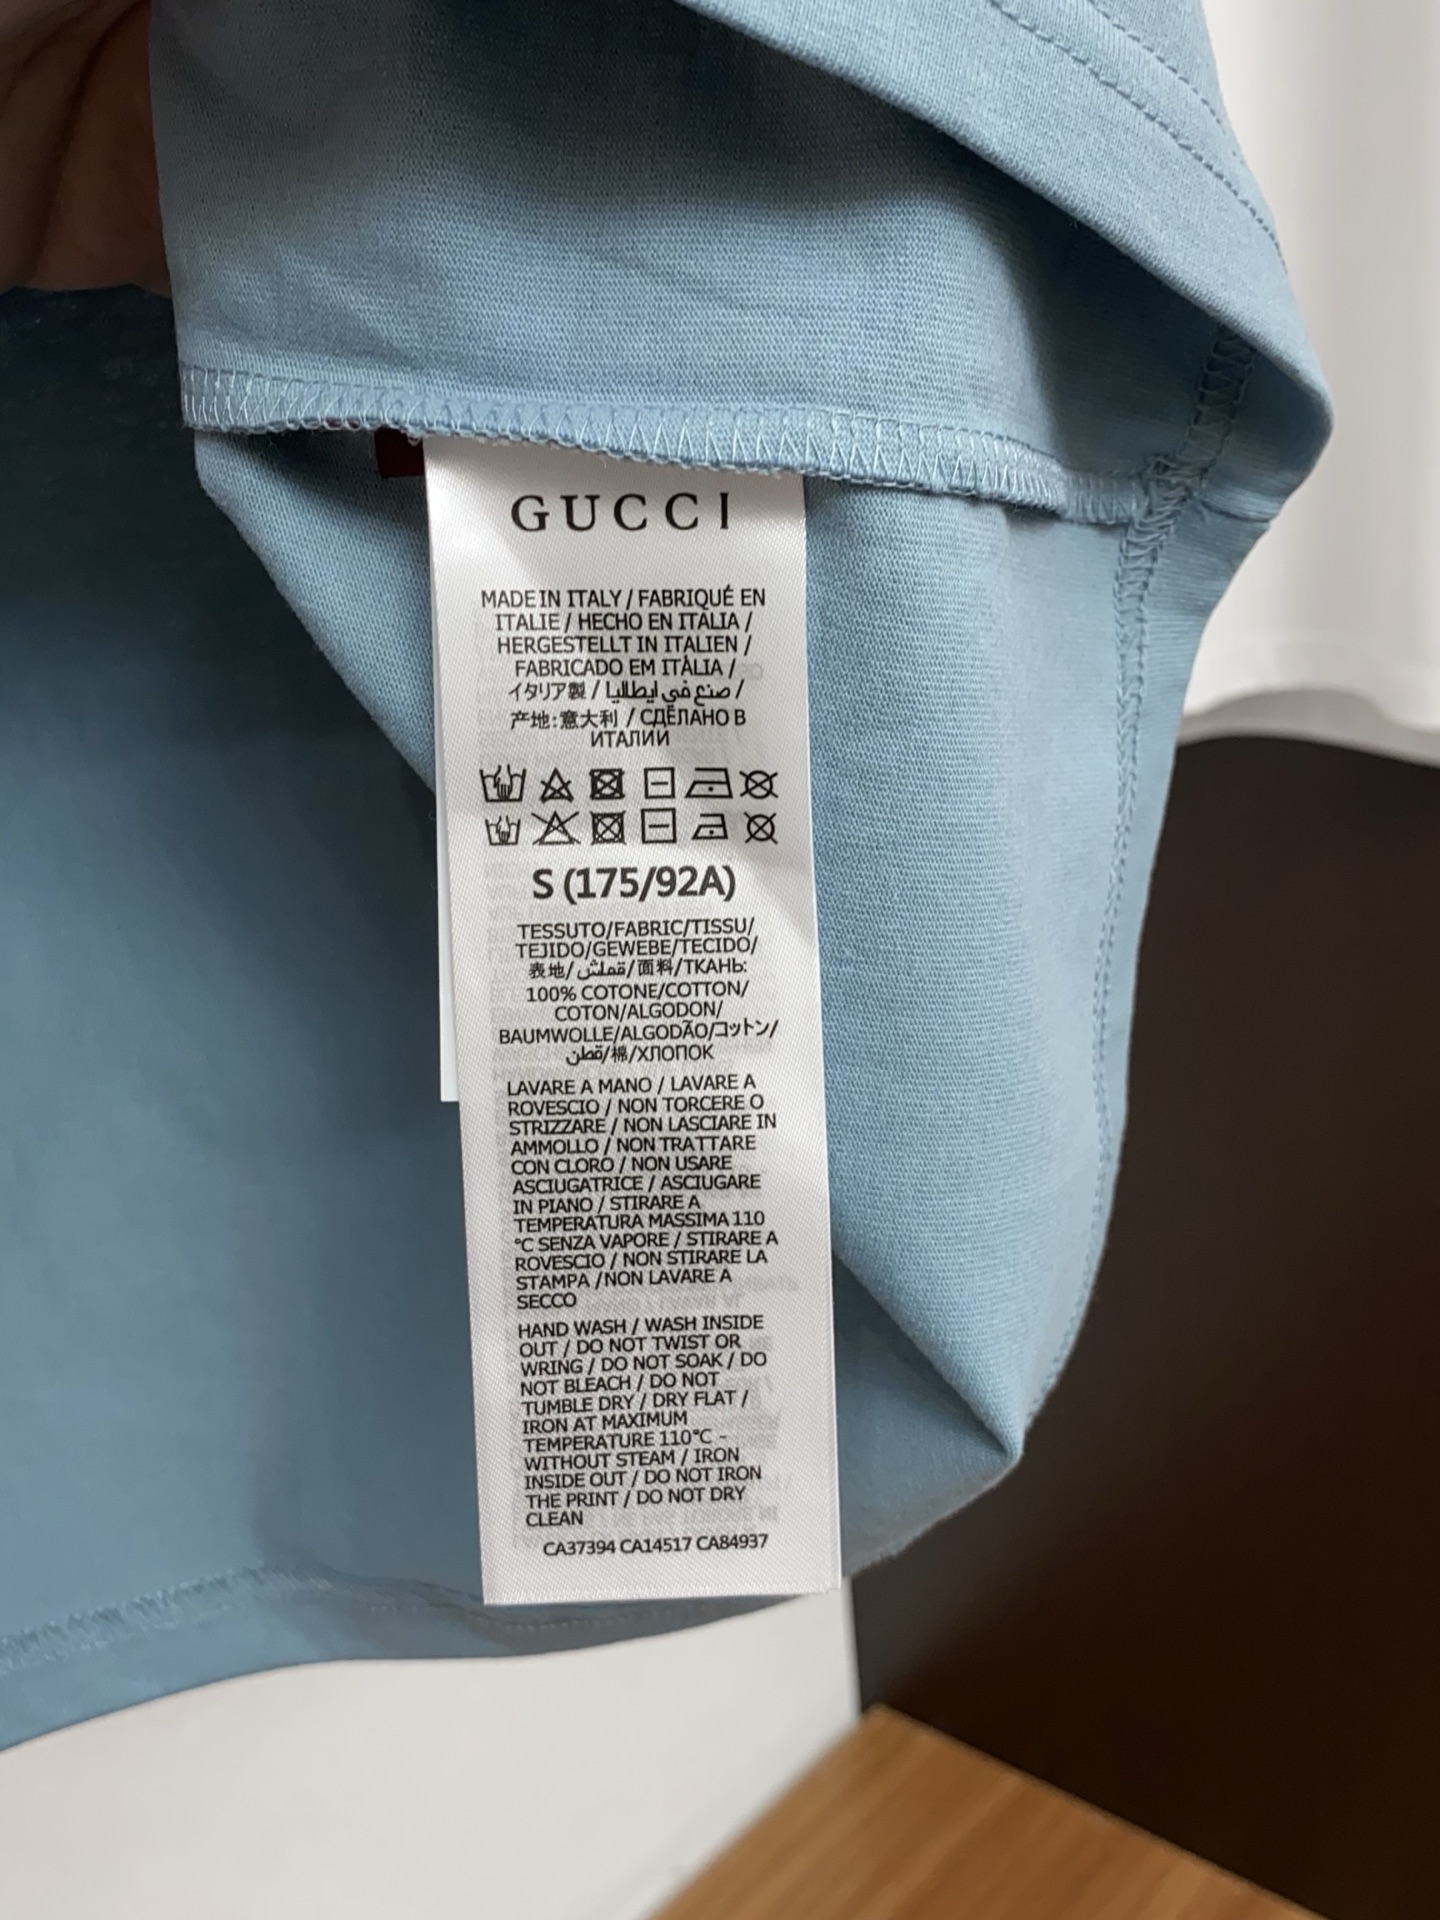 GUCCI
MADE IN ITALY / FABRIQUÉ EN
ITALIE / HECHO EN ITALIA /
HERGESTELLT IN ITALIEN /
FABRICADO EM ITÁLIA /
イタリア製 / صنع في ايطاليا /
产地:意大利 / СДЕЛАНО В
ИТАЛИИ
S (175/92A)
TESSUTO/FABRIC/TISSU/
TEJIDO/GEWEBE/TECIDO/
表地/قماش/面料/ТКАНЬ:
100% COTONE/COTTON/
COTON/ALGODON/
BAUMWOLLE/ALGODÃO/コットン/
قطن/棉/ХЛОПОК
LAVARE A MANO / LAVARE A
ROVESCIO / NON TORCERE O
STRIZZARE / NON LASCIARE IN
AMMOLLO / NON TRATTARE
CON CLORO / NON USARE
ASCIUGATRICE / ASCIUGARE
IN PIANO / STIRARE A
TEMPERATURA MASSIMA 110
°C SENZA VAPORE / STIRARE A
ROVESCIO / NON STIRARE LA
STAMPA /NON LAVARE A
SECCO
HAND WASH / WASH INSIDE
OUT / DO NOT TWIST OR
WRING / DO NOT SOAK / DO
NOT BLEACH / DO NOT
TUMBLE DRY / DRY FLAT /
IRON AT MAXIMUM
TEMPERATURE 110°C -
WITHOUT STEAM / IRON
INSIDE OUT / DO NOT IRON
THE PRINT / DO NOT DRY
CLEAN
CA37394 CA14517 CA84937